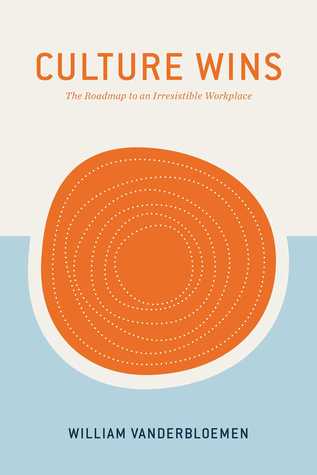 CULTURE WINS
The Roadmap to an Irresistible Workplace
WILLIAM VANDERBLOEMEN